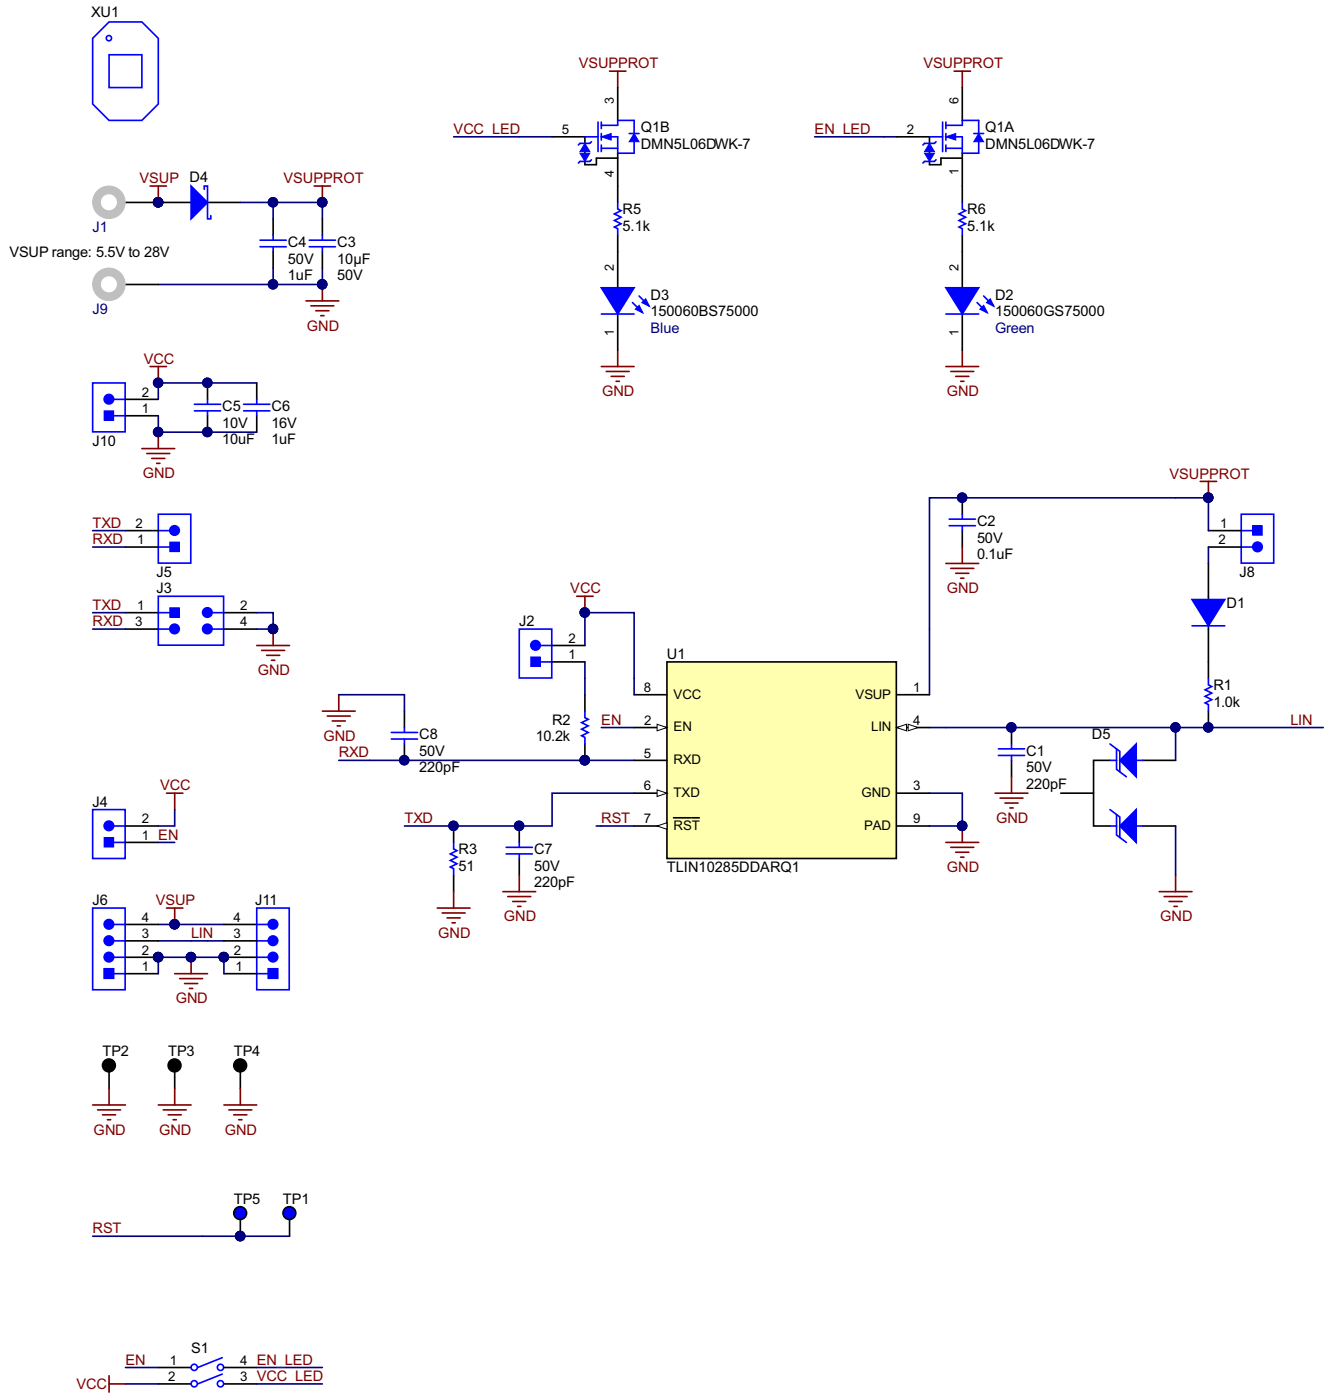 XU1
VSUP
D4
VSUPPROT
J1
VSUP range: 5.5V to 28V
C4
50V
1uF
C3
10µF
50V
J9
GND
VSUPPROT
3
VCC_LED
5
Q1B
DMN5L06DWK-7
4
R5
5.1k
2
D3
150060BS75000
Blue
1
GND
VSUPPROT
6
EN_LED
2
Q1A
DMN5L06DWK-7
1
R6
5.1k
2
D2
150060GS75000
Green
1
GND
VCC
2
1
J10
C5
10V
10uF
C6
16V
1uF
GND
TXD 2
RXD 1
J5
J3
TXD 1
RXD 3
2
4
GND
VSUPPROT
C2
50V
0.1uF
GND
1
2
J8
D1
R1
1.0k
VCC
J2
2
1
R2
10.2k
GND
C8
50V
220pF
RXD
EN
U1
8 VCC
2 EN
5 RXD
6 TXD
7 RST
VSUP 1
LIN 4
GND 3
PAD 9
TLIN10285DDARQ1
TXD
RST
R3
51
GND
C7
50V
220pF
GND
GND
LIN
D5
C1
50V
220pF
GND
GND
VCC
J4
2
1 EN
J6
VSUP
J11
4 4
3 LIN 3
2 2
1 1
GND
TP2 TP3 TP4
GND GND GND
TP5 TP1
RST
S1
EN 1 4 EN_LED
VCC 2 3 VCC_LED